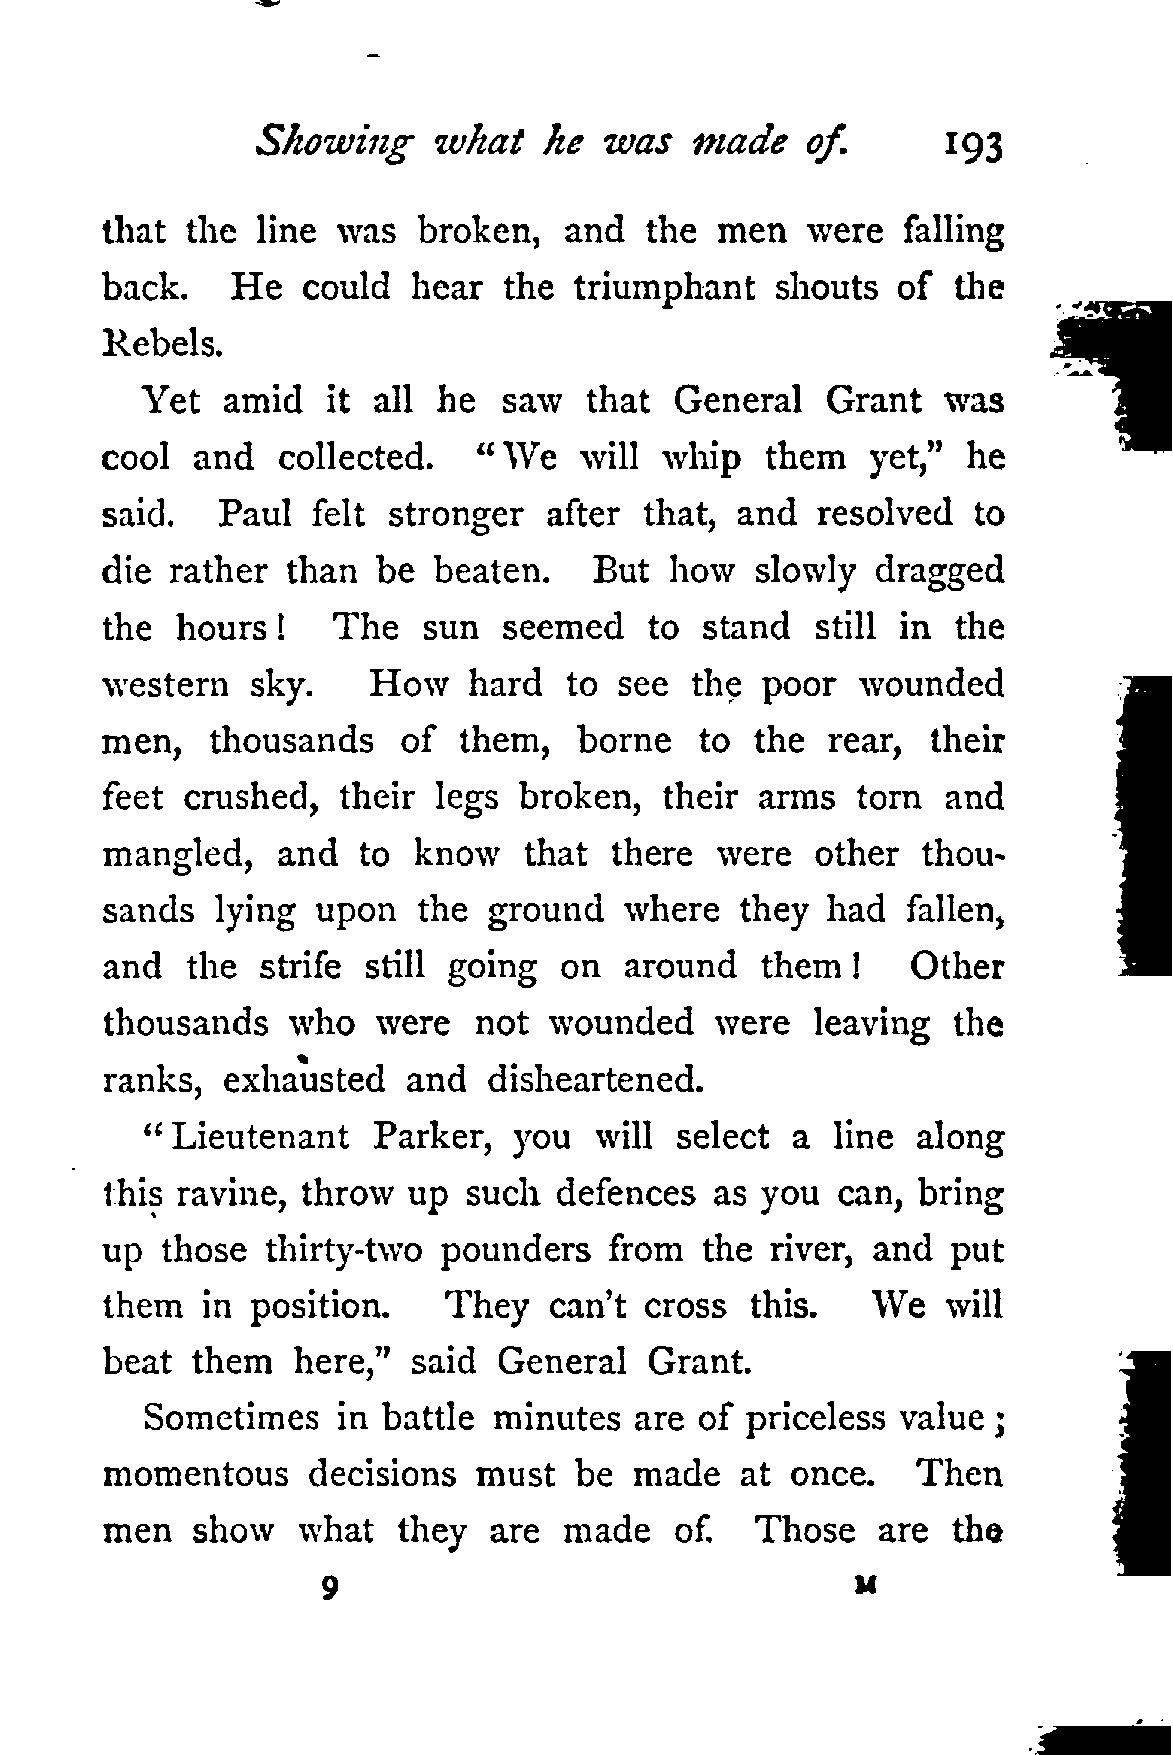 Showing what he was made of. 193
that the line was broken, and the men were falling
back. He could hear the triumphant shouts of the
Rebels.
Yet amid it all he saw that General Grant was
cool and collected. “We will whip them yet,” he
said. Paul felt stronger after that, and resolved to
die rather than be beaten. But how slowly dragged
the hours! The sun seemed to stand still in the
western sky. How hard to see the poor wounded
men, thousands of them, borne to the rear, their
feet crushed, their legs broken, their arms torn and
mangled, and to know that there were other thou-
sands lying upon the ground where they had fallen,
and the strife still going on around them! Other
thousands who were not wounded were leaving the
ranks, exhausted and disheartened.
“Lieutenant Parker, you will select a line along
this ravine, throw up such defences as you can, bring
up those thirty-two pounders from the river, and put
them in position. They can't cross this. We will
beat them here,” said General Grant.
Sometimes in battle minutes are of priceless value;
momentous decisions must be made at once. Then
men show what they are made of. Those are the
9 M